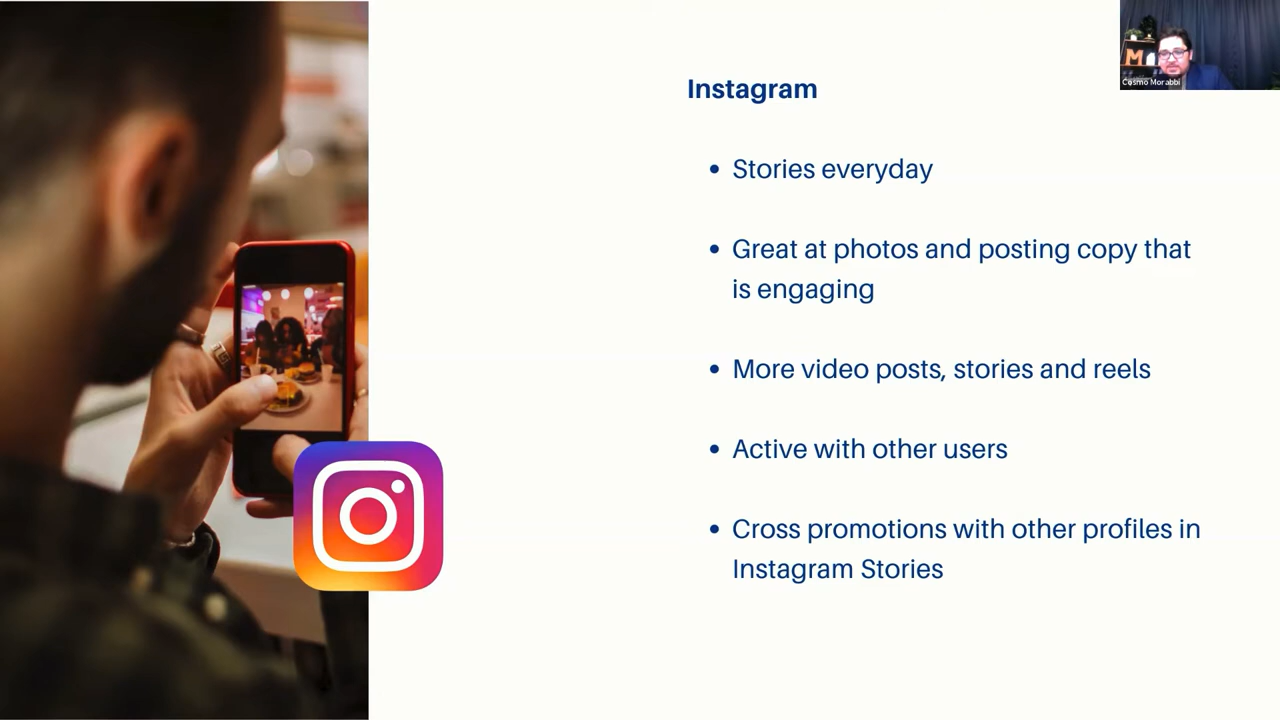 Instagram
• Stories everyday
• Great at photos and posting copy that
is engaging
• More video posts, stories and reels
• Active with other users
• Cross promotions with other profiles in
Instagram Stories
M
Cosmo Morabbi